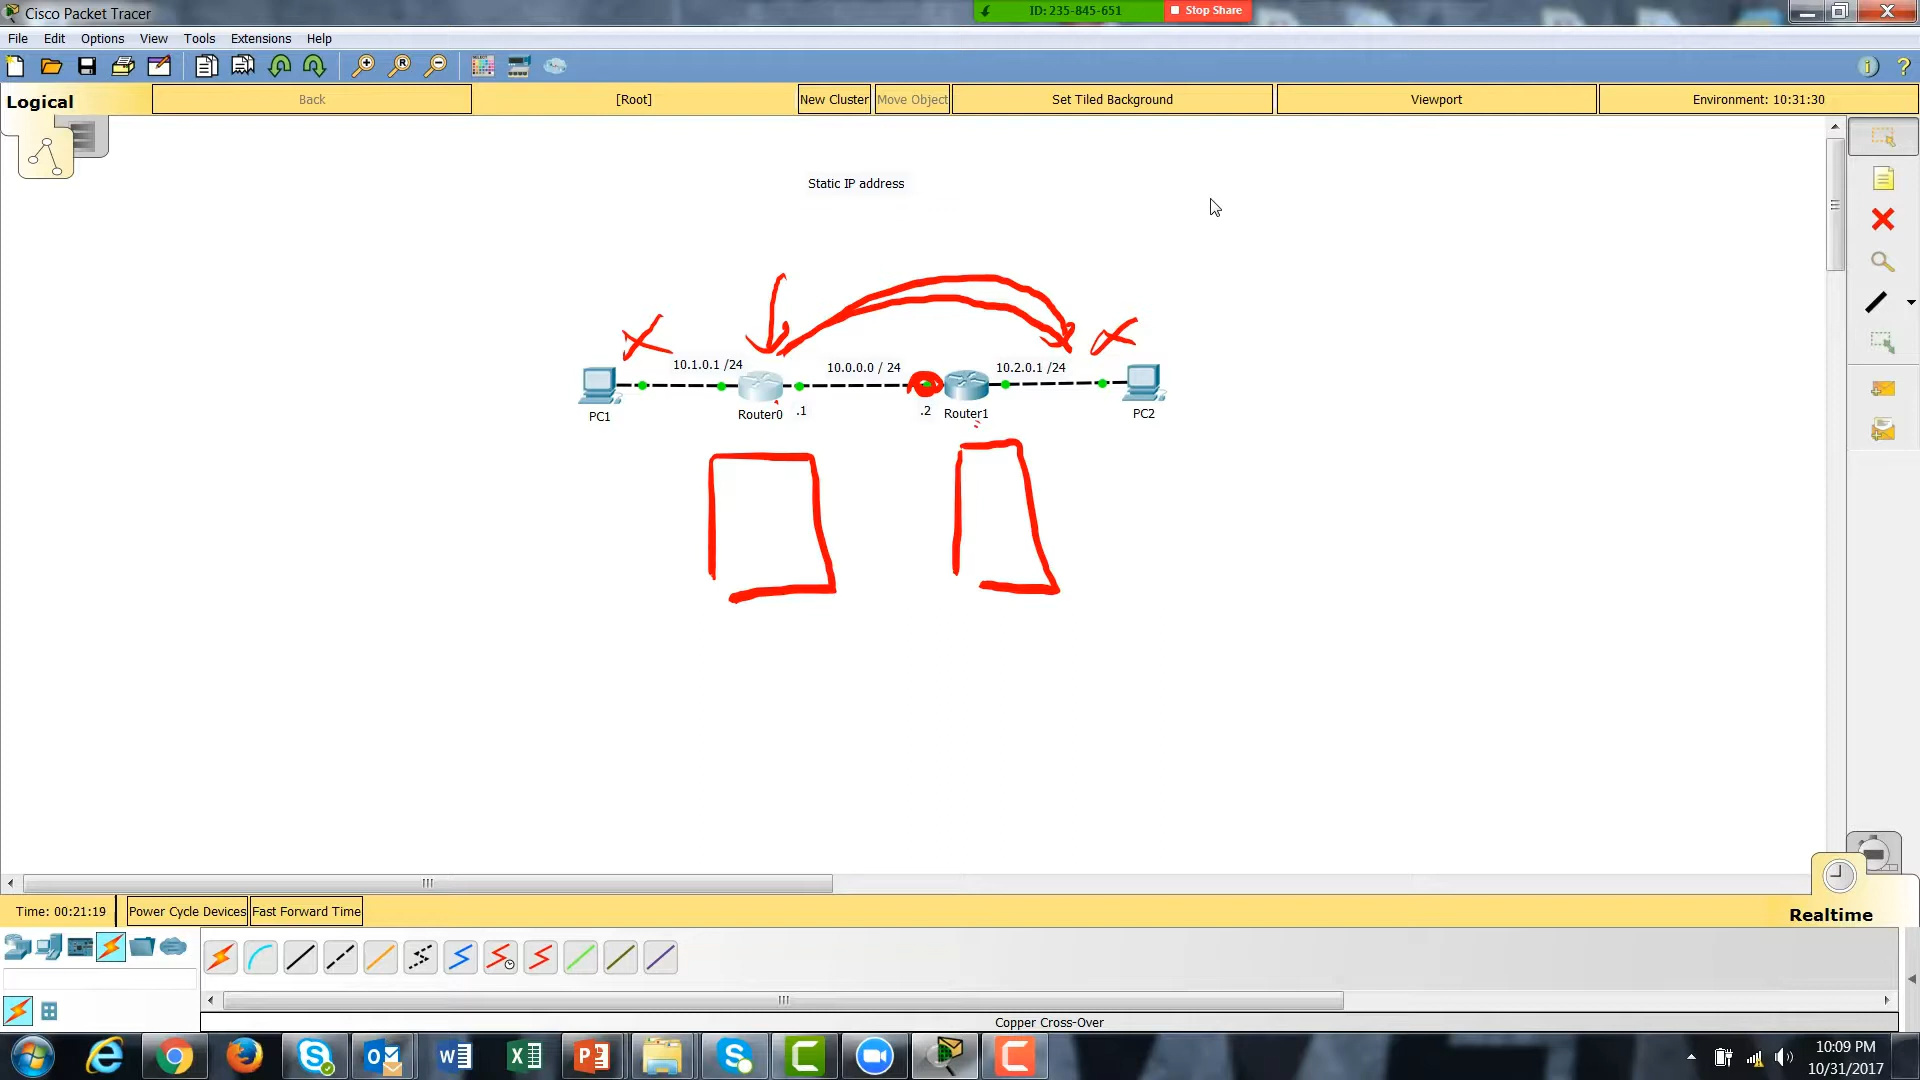 Cisco Packet Tracer
ID: 235-845-651
Stop Share
File Edit Options View Tools Extensions Help
Logical
Back
[Root]
New Cluster
Move Object
Set Tiled Background
Viewport
Environment: 10:31:30
Static IP address
10.1.0.1 /24
10.0.0.0 / 24
10.2.0.1 /24
PC1
Router0
.1
.2
Router1
PC2
Time: 00:21:19
Power Cycle Devices
Fast Forward Time
Realtime
Copper Cross-Over
10:09 PM
10/31/2017